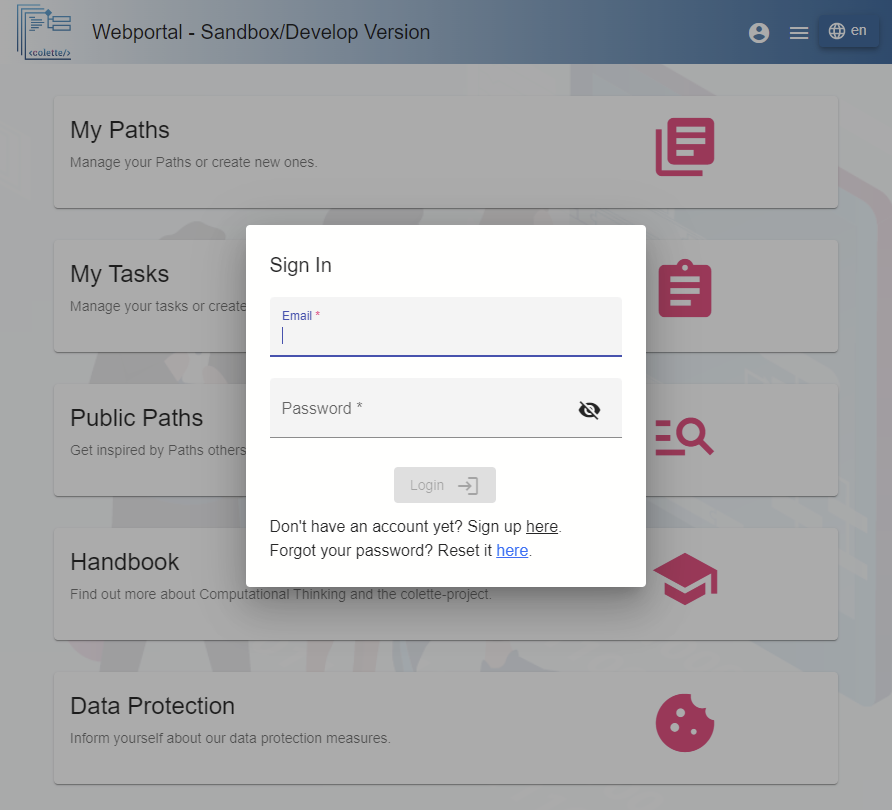 <colette/>
Webportal - Sandbox/Develop Version
en
My Paths
Manage your Paths or create new ones.
My Tasks
Manage your tasks or create
Public Paths
Get inspired by Paths others
Handbook
Find out more about Computational Thinking and the colette-project.
Data Protection
Inform yourself about our data protection measures.
Sign In
Email *
Password *
Login
Don't have an account yet? Sign up here.
Forgot your password? Reset it here.